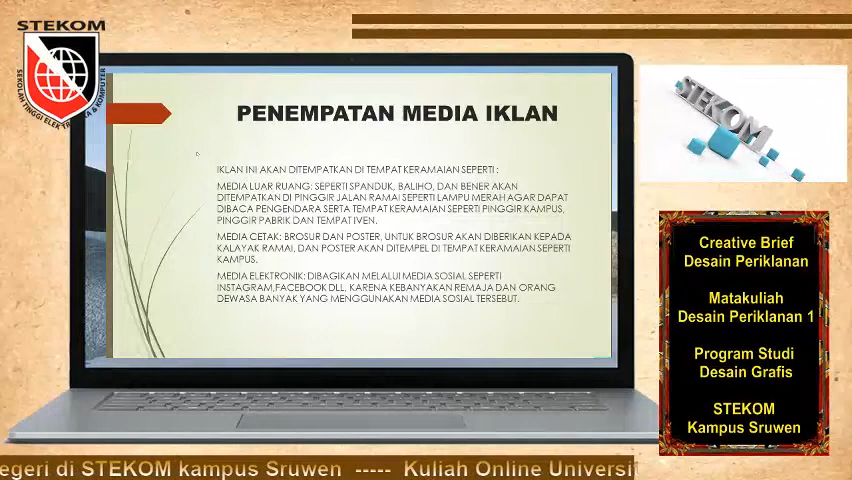 STEKOM
SEKOLAH TINGGI ELEKTRONIKA & KOMPUTER
PENEMPATAN MEDIA IKLAN
IKLAN INI AKAN DITEMPATKAN DI TEMPAT KERAMAIAN SEPERTI :
MEDIA LUAR RUANG: SEPERTI SPANDUK, BALIHO, DAN BENER AKAN
DITEMPATKAN DI PINGGIR JALAN RAMAI SEPERTI LAMPU MERAH AGAR DAPAT
DIBACA PENGENDARA SERTA TEMPAT KERAMAIAN SEPERTI PINGGIR KAMPUS,
PINGGIR PABRIK DAN TEMPAT IVEN.
MEDIA CETAK: BROSUR DAN POSTER, UNTUK BROSUR AKAN DIBERIKAN KEPADA
KALAYAK RAMAI, DAN POSTER AKAN DITEMPEL DI TEMPAT KERAMAIAN SEPERTI
KAMPUS.
MEDIA ELEKTRONIK: DIBAGIKAN MELALUI MEDIA SOSIAL SEPERTI
INSTAGRAM,FACEBOOK DLL, KARENA KEBANYAKAN REMAJA DAN ORANG
DEWASA BANYAK YANG MENGGUNAKAN MEDIA SOSIAL TERSEBUT.
STEKOM
Creative Brief
Desain Periklanan
Matakuliah
Desain Periklanan 1
Program Studi
Desain Grafis
STEKOM
Kampus Sruwen
egeri di STEKOM kampus Sruwen ----- Kuliah Online Universit